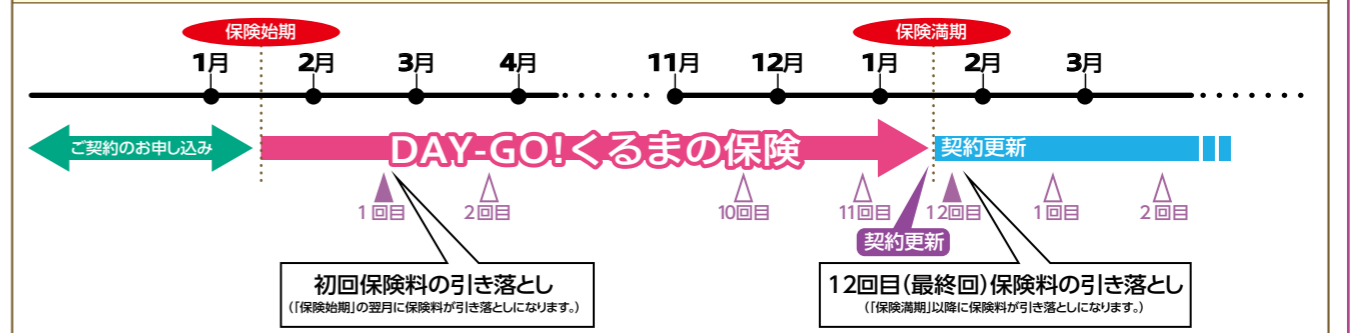 保険始期
保険満期
1月
2月
3月
4月
11月
12月
1月
2月
3月
ご契約のお申し込み
DAY-GO!くるまの保険
契約更新
1回目
2回目
10回目
11回目
12回目
1回目
2回目
契約更新
初回保険料の引き落とし
(「保険始期」の翌月に保険料が引き落としになります。)
12回目(最終回)保険料の引き落とし
(「保険満期」以降に保険料が引き落としになります。)